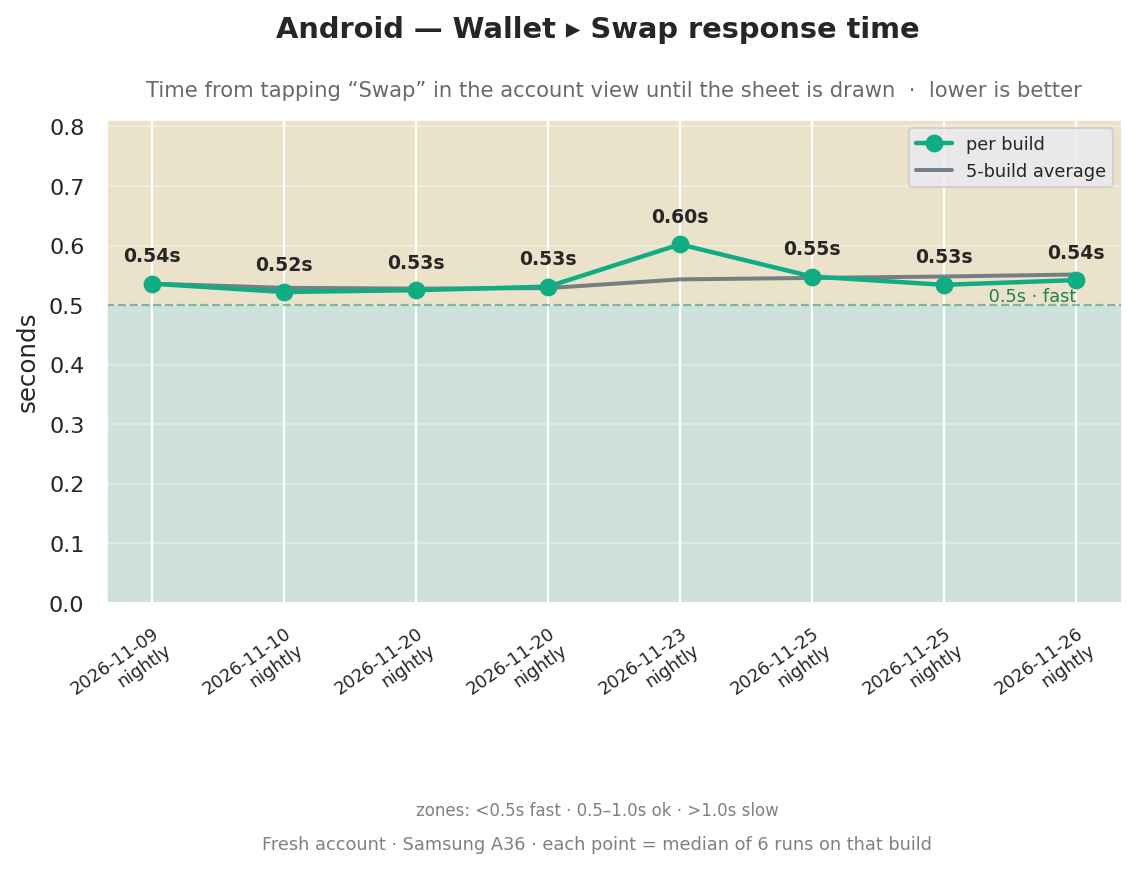 Android — Wallet ▸ Swap response time
Time from tapping “Swap” in the account view until the sheet is drawn · lower is better
per build
5-build average
seconds
0.8
0.7
0.6
0.5
0.4
0.3
0.2
0.1
0.0
0.54s
0.52s
0.53s
0.53s
0.60s
0.55s
0.53s
0.54s
0.5s · fast
2026-11-09
nightly
2026-11-10
nightly
2026-11-20
nightly
2026-11-20
nightly
2026-11-23
nightly
2026-11-25
nightly
2026-11-25
nightly
2026-11-26
nightly
zones: <0.5s fast · 0.5–1.0s ok · >1.0s slow
Fresh account · Samsung A36 · each point = median of 6 runs on that build